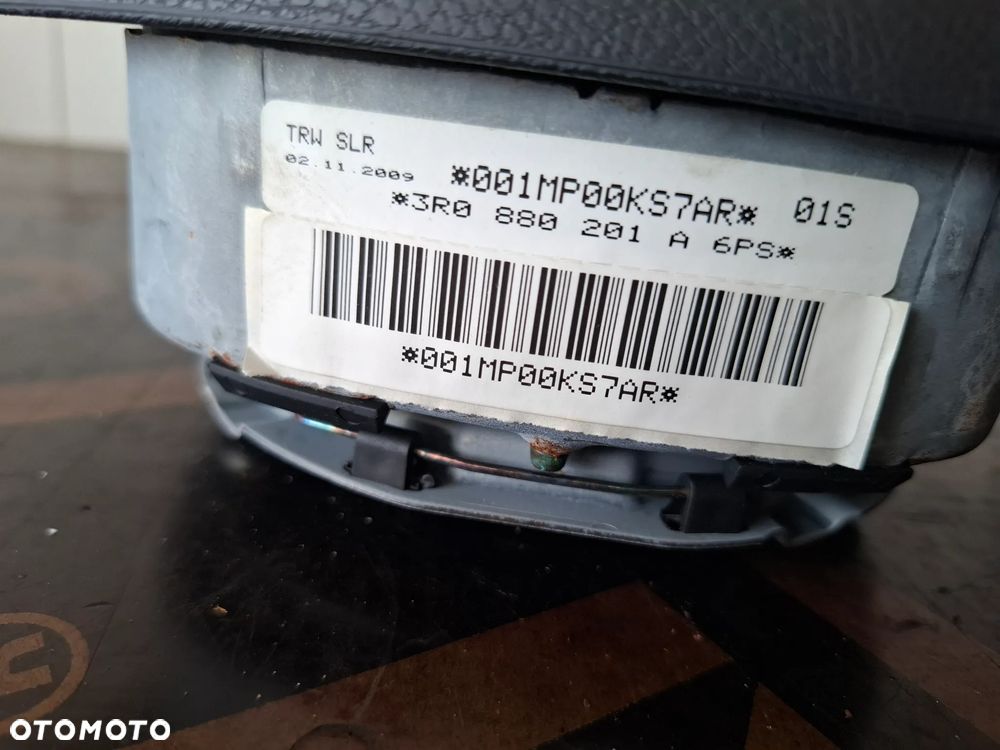 TRW SLR
02.11.2009
*001MP00KS7AR* 01S
*3R0 880 201 A 6PS*
*001MP00KS7AR*
OTOMOTO